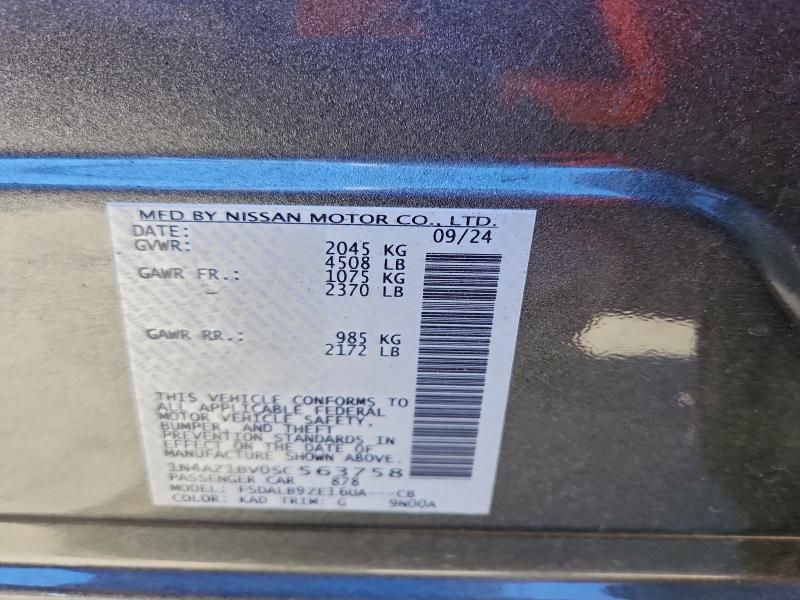 MFD BY NISSAN MOTOR CO., LTD.
DATE: 09/24
GVWR: 2045 KG
4508 LB
GAWR FR.: 1075 KG
2370 LB
GAWR RR.: 985 KG
2172 LB
THIS VEHICLE CONFORMS TO
ALL APPLICABLE FEDERAL
MOTOR VEHICLE SAFETY,
BUMPER, AND THEFT
PREVENTION STANDARDS IN
EFFECT ON THE DATE OF
MANUFACTURE SHOWN ABOVE.
1N4AZ1BV0SC563758
PASSENGER CAR 878
MODEL: FSDALB9ZE16UA---CB
COLOR: KAD TRIM: G 9N00A